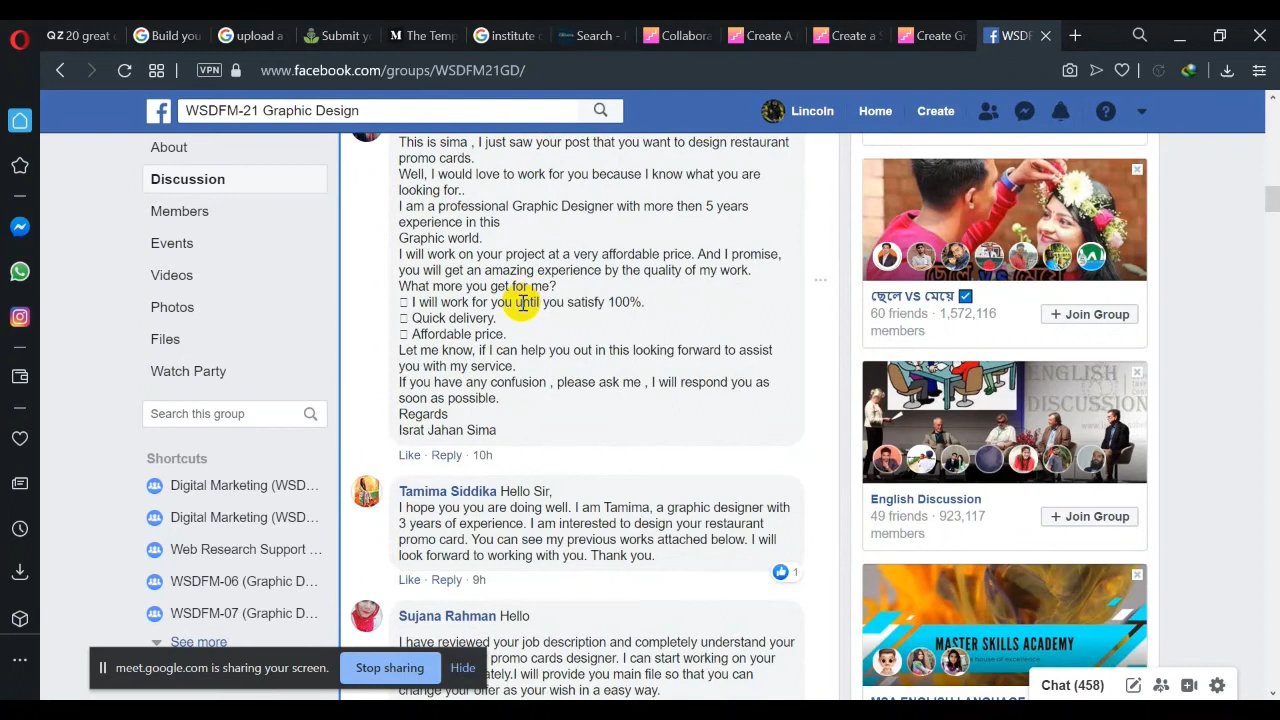 20 great
Build you
upload a
Submit y
The Temp
institute
Search -
Collabora
Create A
Create a S
Create Gr
WSDF
VPN
www.facebook.com/groups/WSDFM21GD/
WSDFM-21 Graphic Design
Lincoln
Home
Create
About
Discussion
Members
Events
Videos
Photos
Files
Watch Party
Search this group
Shortcuts
Digital Marketing (WSD...
Digital Marketing (WSD...
Web Research Support ...
WSDFM-06 (Graphic D...
WSDFM-07 (Graphic D...
See more
This is sima , I just saw your post that you want to design restaurant
promo cards.
Well, I would love to work for you because I know what you are
looking for..
I am a professional Graphic Designer with more then 5 years
experience in this
Graphic world.
I will work on your project at a very affordable price. And I promise,
you will get an amazing experience by the quality of my work.
What more you get for me?
I will work for you until you satisfy 100%.
Quick delivery.
Affordable price.
Let me know, if I can help you out in this looking forward to assist
you with my service.
If you have any confusion , please ask me , I will respond you as
soon as possible.
Regards
Israt Jahan Sima
Like · Reply · 10h
Tamima Siddika Hello Sir,
I hope you you are doing well. I am Tamima, a graphic designer with
3 years of experience. I am interested to design your restaurant
promo card. You can see my previous works attached below. I will
look forward to working with you. Thank you.
1
Like · Reply · 9h
Sujana Rahman Hello
I have reviewed your job description and completely understand your
promo cards designer. I can start working on your
ately.I will provide you main file so that you can
change your offer as your wish in a easy way.
ছেলে VS মেয়ে
60 friends · 1,572,116
members
+ Join Group
ENGLISH
DISCUSSION
English Discussion
49 friends · 923,117
members
+ Join Group
MASTER SKILLS ACADEMY
house of excellence
MSA ENGLISH LANGUAGE
Chat (458)
meet.google.com is sharing your screen.
Stop sharing
Hide